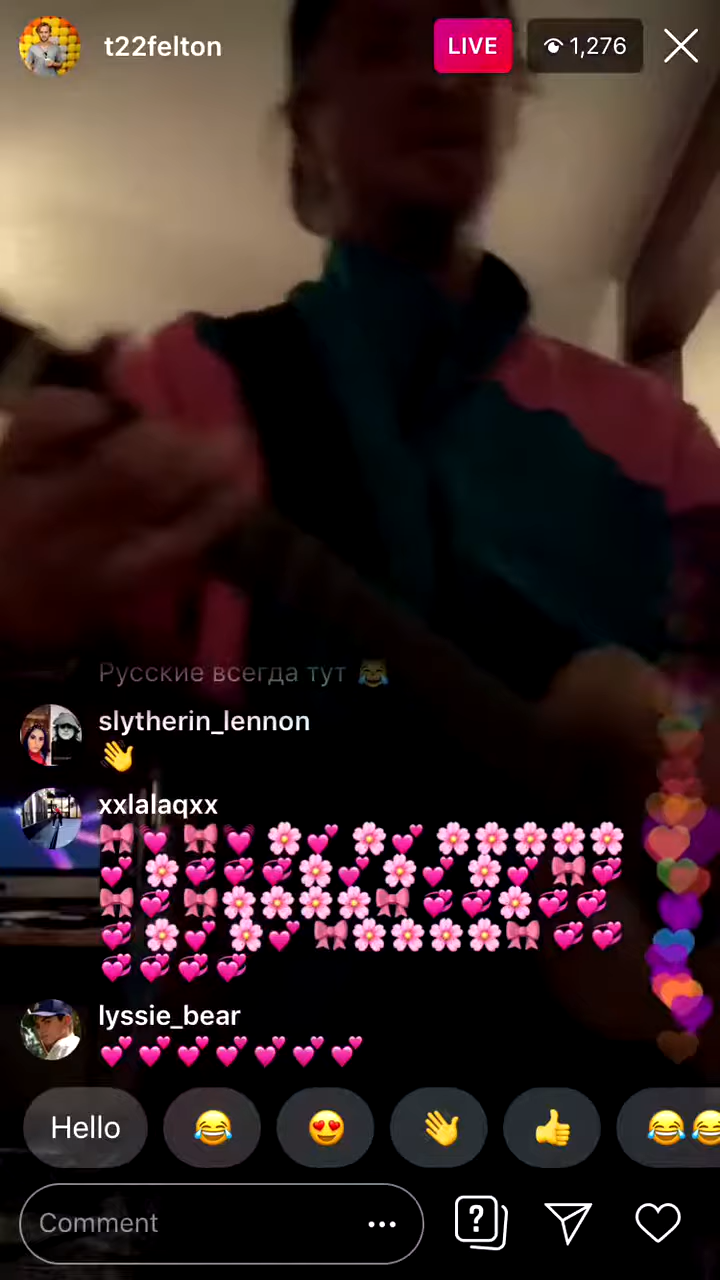 t22felton
LIVE
1,276
Русские всегда тут 😂
slytherin_lennon
👋
xxlalaqxx
lyssie_bear
💕💕💕💕💕💕💕
Hello
Comment